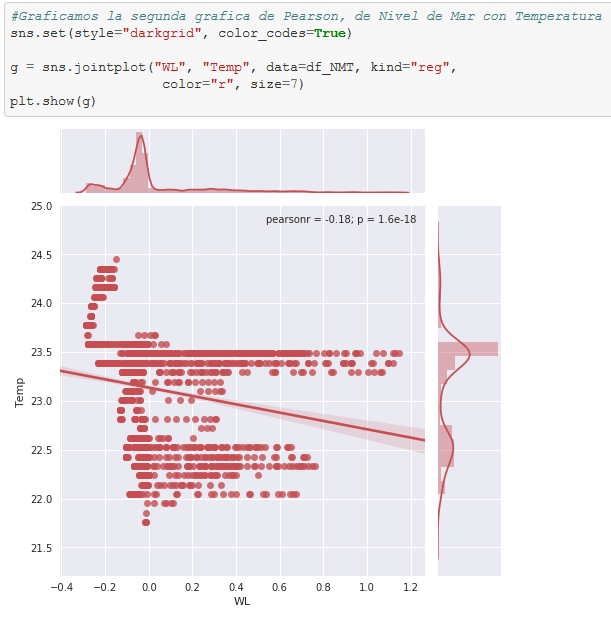 #Graficamos la segunda grafica de Pearson, de Nivel de Mar con Temperatura
sns.set(style="darkgrid", color_codes=True)
g = sns.jointplot("WL", "Temp", data=df_NMT, kind="reg",
color="r", size=7)
plt.show(g)
pearsonr = -0.18; p = 1.6e-18
25.0
24.5
24.0
23.5
23.0
22.5
22.0
21.5
Temp
−0.4 −0.2 0.0 0.2 0.4 0.6 0.8 1.0 1.2
WL